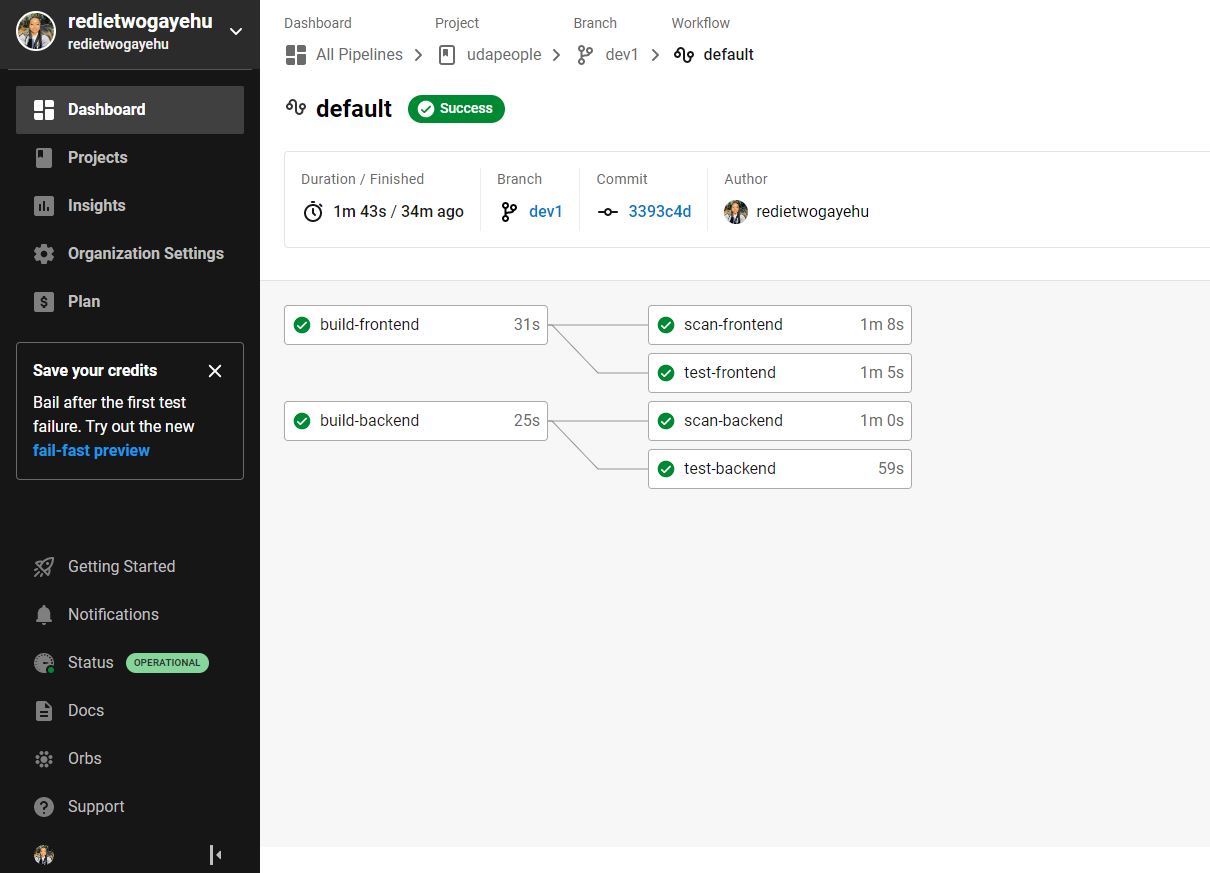 redietwogayehu
redietwogayehu
Dashboard
Projects
Insights
Organization Settings
Plan
Save your credits
Bail after the first test
failure. Try out the new
fail-fast preview
Getting Started
Notifications
Status OPERATIONAL
Docs
Orbs
Support
Dashboard Project Branch Workflow
All Pipelines udapeople dev1 default
default Success
Duration / Finished Branch Commit Author
1m 43s / 34m ago dev1 3393c4d redietwogayehu
build-frontend 31s scan-frontend 1m 8s
test-frontend 1m 5s
build-backend 25s scan-backend 1m 0s
test-backend 59s